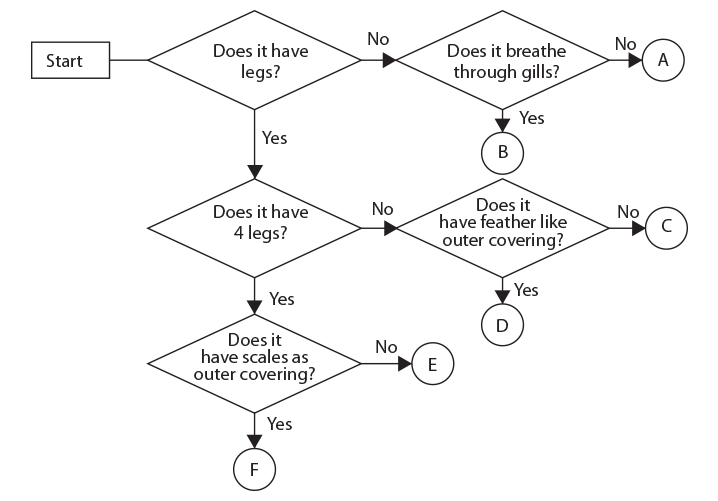 Start
Does it have
legs?
No
Does it breathe
through gills?
No
A
Yes
Yes
B
Does it have
4 legs?
No
Does it
have feather like
outer covering?
No
C
Yes
Yes
D
Does it
have scales as
outer covering?
No
E
Yes
F